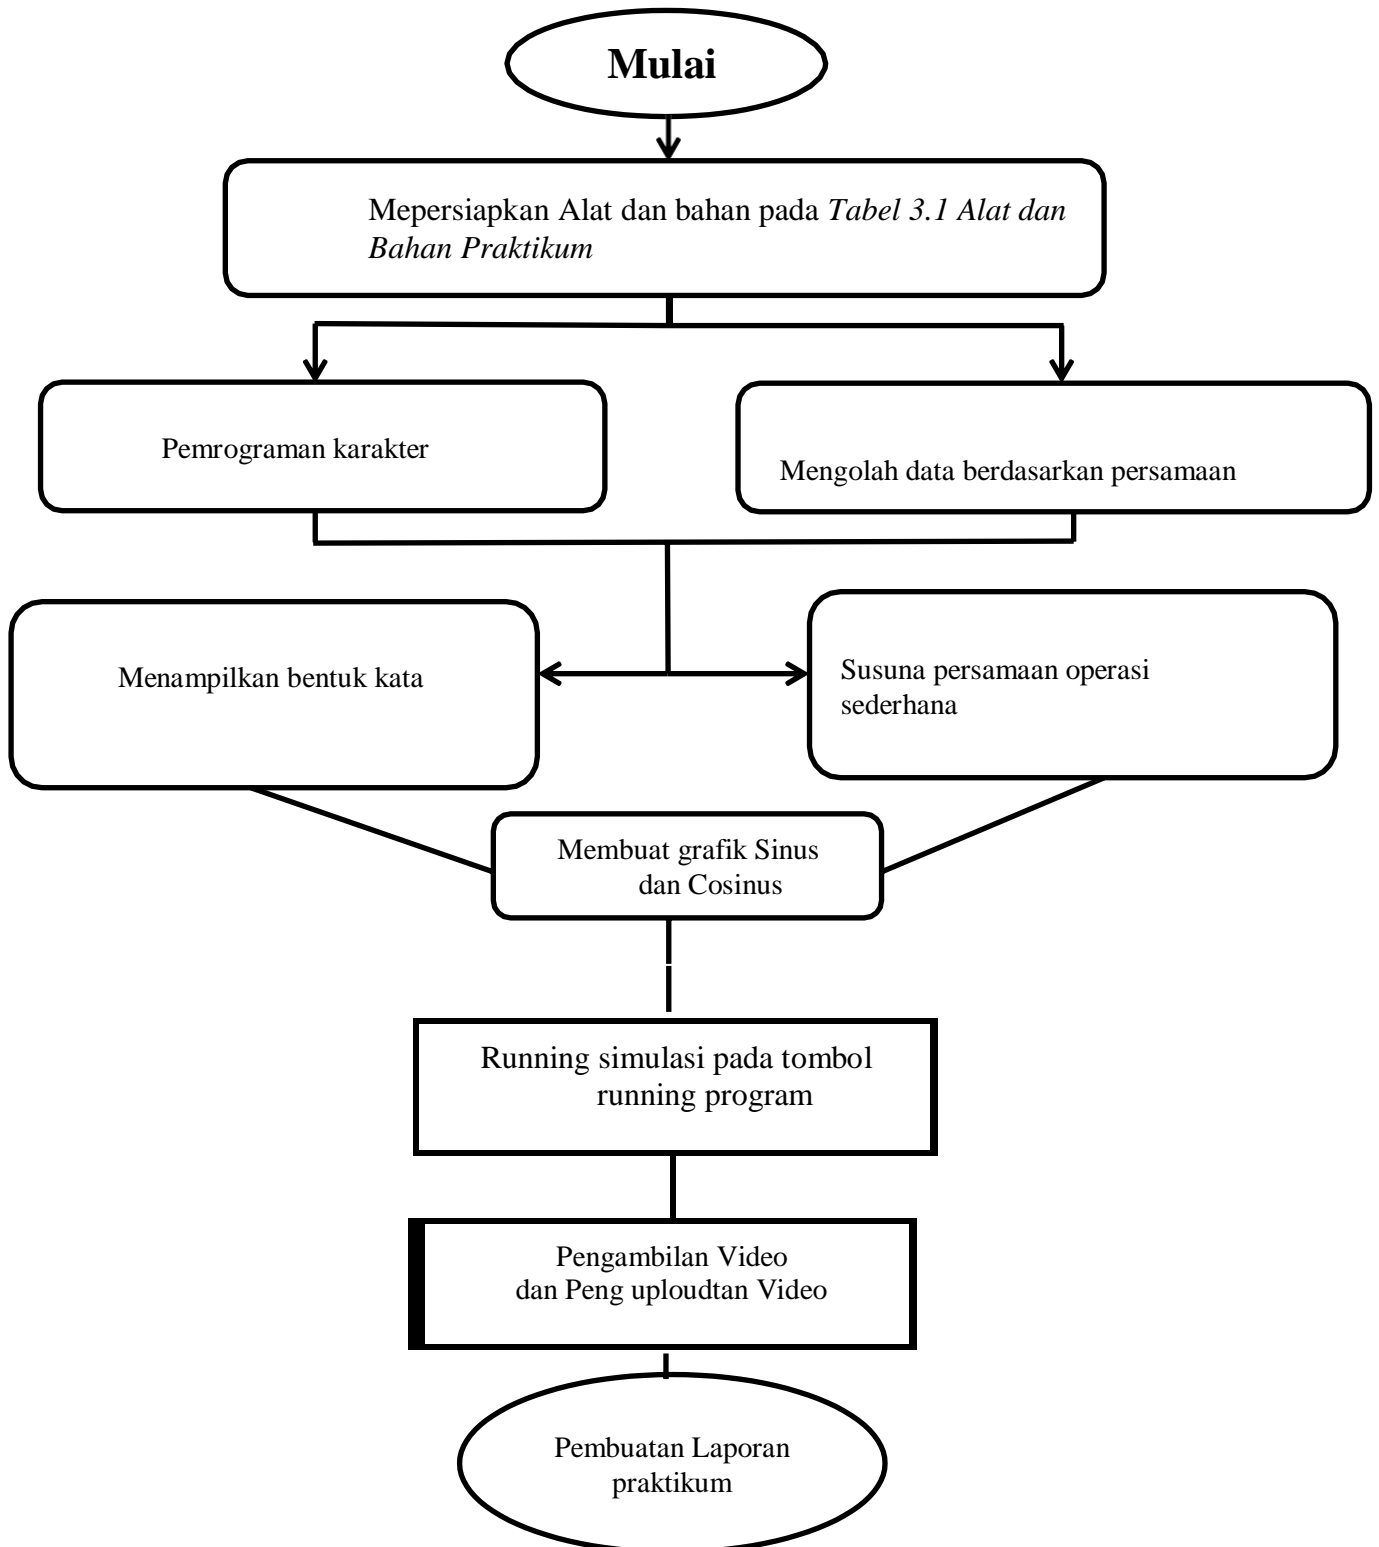 Mulai
Mepersiapkan Alat dan bahan pada Tabel 3.1 Alat dan
Bahan Praktikum
Pemrograman karakter
Mengolah data berdasarkan persamaan
Menampilkan bentuk kata
Susuna persamaan operasi
sederhana
Membuat grafik Sinus
dan Cosinus
Running simulasi pada tombol
running program
Pengambilan Video
dan Peng uploudtan Video
Pembuatan Laporan
praktikum